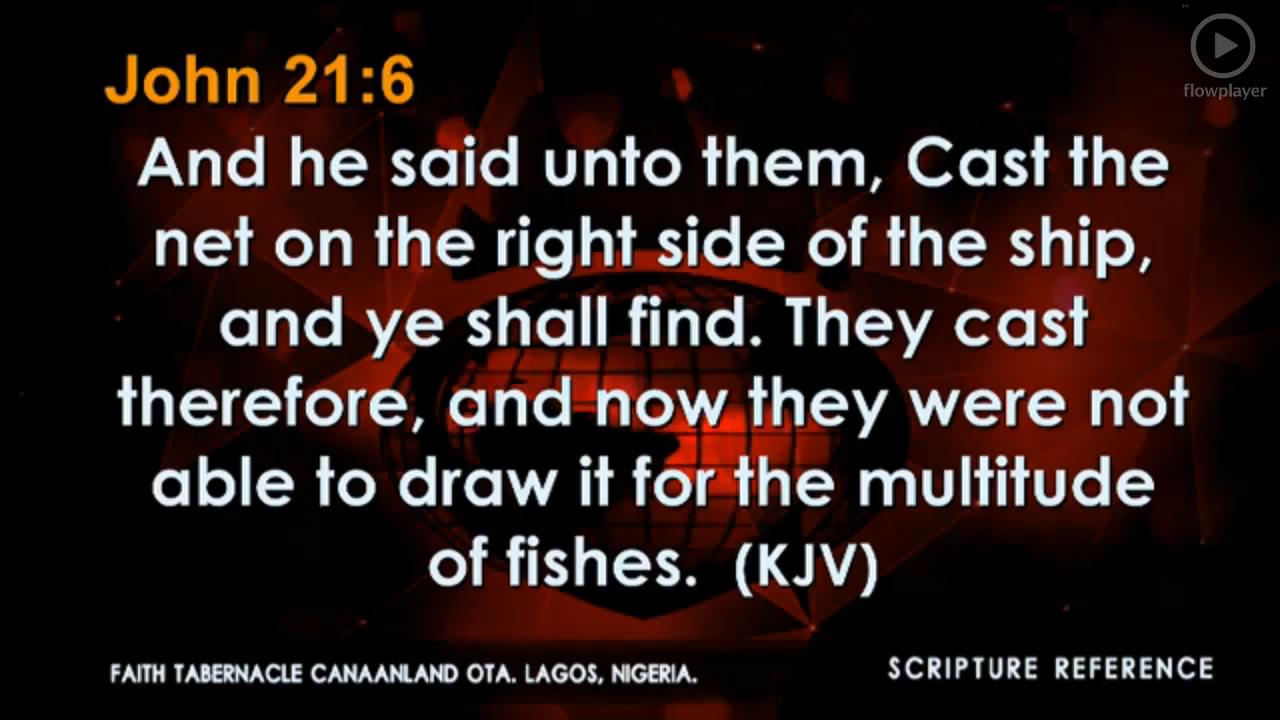 flowplayer
John 21:6
And he said unto them, Cast the
net on the right side of the ship,
and ye shall find. They cast
therefore, and now they were not
able to draw it for the multitude
of fishes. (KJV)
FAITH TABERNACLE CANAANLAND OTA. LAGOS, NIGERIA.
SCRIPTURE REFERENCE